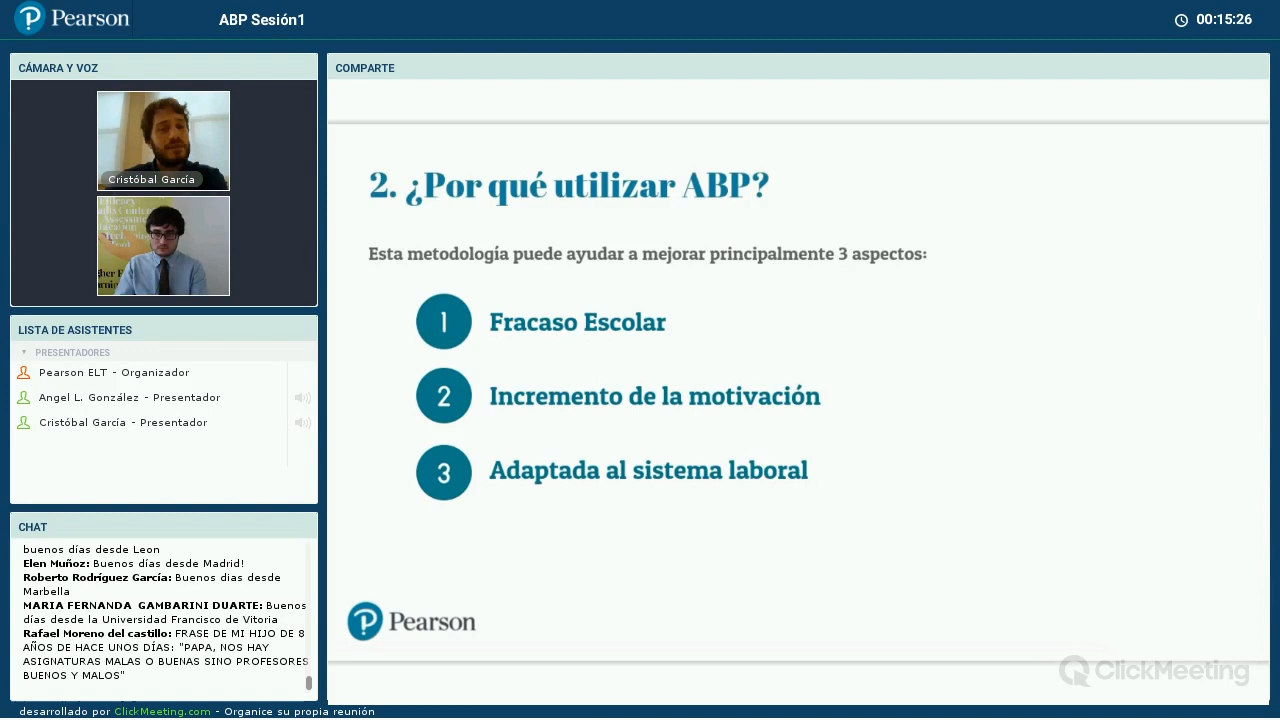 Pearson
ABP Sesión1
00:15:26
CÁMARA Y VOZ
Cristóbal García
LISTA DE ASISTENTES
PRESENTADORES
Pearson ELT - Organizador
Angel L. González - Presentador
Cristóbal García - Presentador
CHAT
buenos días desde Leon
Elen Muñoz: Buenos días desde Madrid!
Roberto Rodríguez García: Buenos dias desde
Marbella
MARIA FERNANDA GAMBARINI DUARTE: Buenos
días desde la Universidad Francisco de Vitoria
Rafael Moreno del castillo: FRASE DE MI HIJO DE 8
AÑOS DE HACE UNOS DÍAS: "PAPA, NOS HAY
ASIGNATURAS MALAS O BUENAS SINO PROFESORES
BUENOS Y MALOS"
desarrollado por ClickMeeting.com - Organice su propia reunión
COMPARTE
2. ¿Por qué utilizar ABP?
Esta metodología puede ayudar a mejorar principalmente 3 aspectos:
1 Fracaso Escolar
2 Incremento de la motivación
3 Adaptada al sistema laboral
Pearson
ClickMeeting